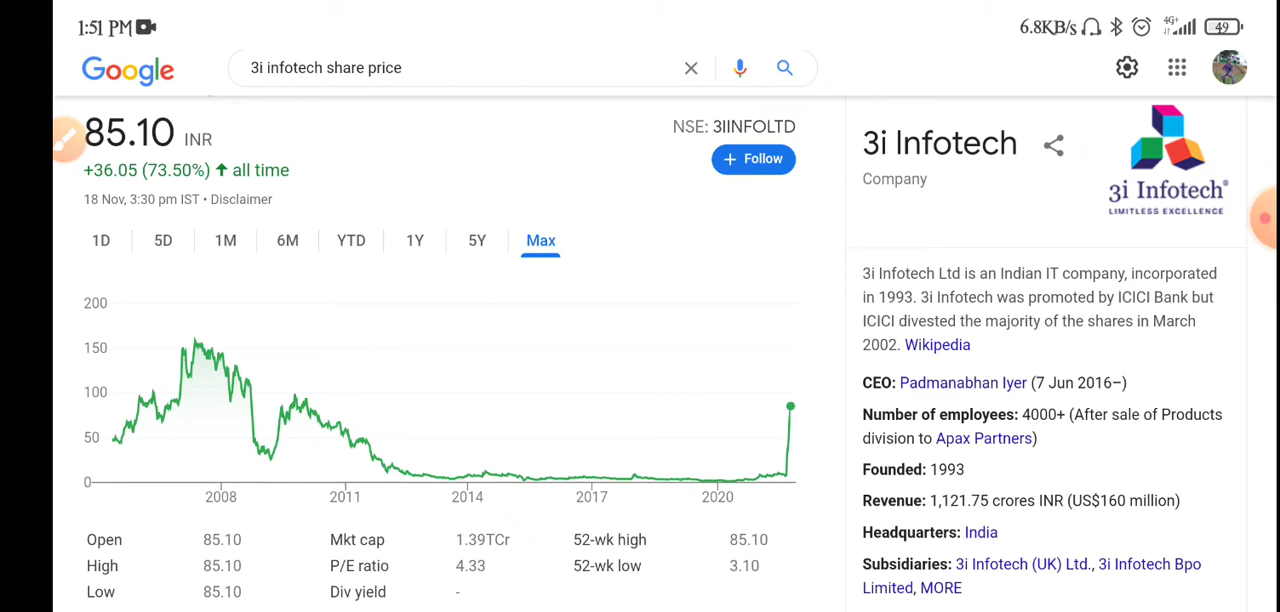 1:51 PM
6.8KB/s 4G+ 49
Google
3i infotech share price
85.10 INR
+36.05 (73.50%) ↑ all time
18 Nov, 3:30 pm IST • Disclaimer
NSE: 3IINFOLTD
+ Follow
1D 5D 1M 6M YTD 1Y 5Y Max
200
150
100
50
0
2008 2011 2014 2017 2020
Open 85.10 Mkt cap 1.39TCr 52-wk high 85.10
High 85.10 P/E ratio 4.33 52-wk low 3.10
Low 85.10 Div yield -
3i Infotech
Company
3i Infotech®
LIMITLESS EXCELLENCE
3i Infotech Ltd is an Indian IT company, incorporated
in 1993. 3i Infotech was promoted by ICICI Bank but
ICICI divested the majority of the shares in March
2002. Wikipedia
CEO: Padmanabhan Iyer (7 Jun 2016–)
Number of employees: 4000+ (After sale of Products
division to Apax Partners)
Founded: 1993
Revenue: 1,121.75 crores INR (US$160 million)
Headquarters: India
Subsidiaries: 3i Infotech (UK) Ltd., 3i Infotech Bpo
Limited, MORE